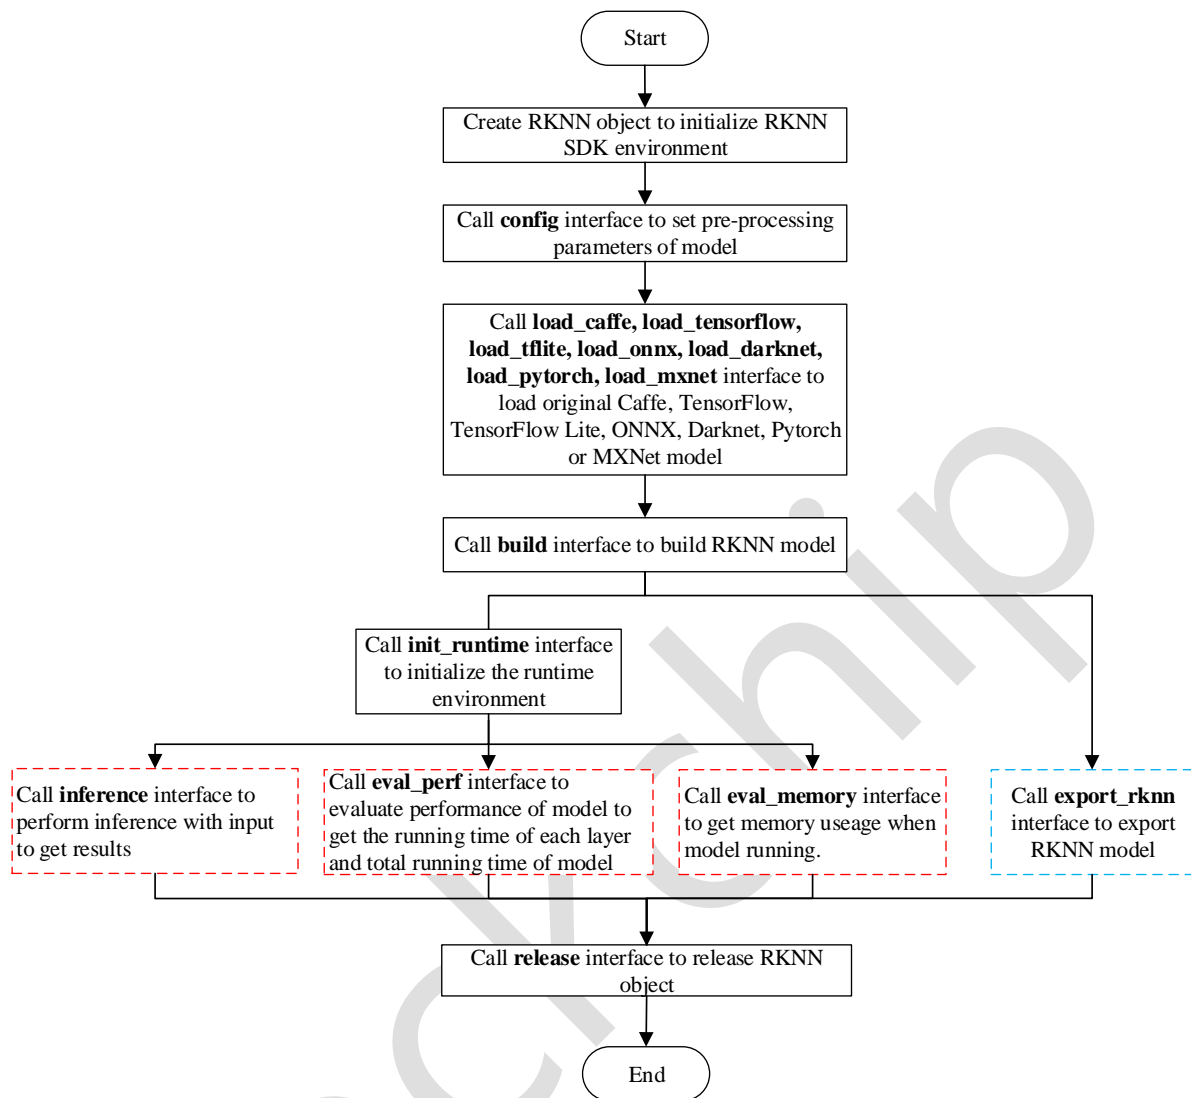 Start
Create RKNN object to initialize RKNN
SDK environment
Call config interface to set pre-processing
parameters of model
Call load_caffe, load_tensorflow,
load_tflite, load_onnx, load_darknet,
load_pytorch, load_mxnet interface to
load original Caffe, TensorFlow,
TensorFlow Lite, ONNX, Darknet, Pytorch
or MXNet model
Call build interface to build RKNN model
Call init_runtime interface
to initialize the runtime
environment
Call inference interface to
perform inference with input
to get results
Call eval_perf interface to
evaluate performance of model to
get the running time of each layer
and total running time of model
Call eval_memory interface
to get memory useage when
model running.
Call export_rknn
interface to export
RKNN model
Call release interface to release RKNN
object
End
ckchip